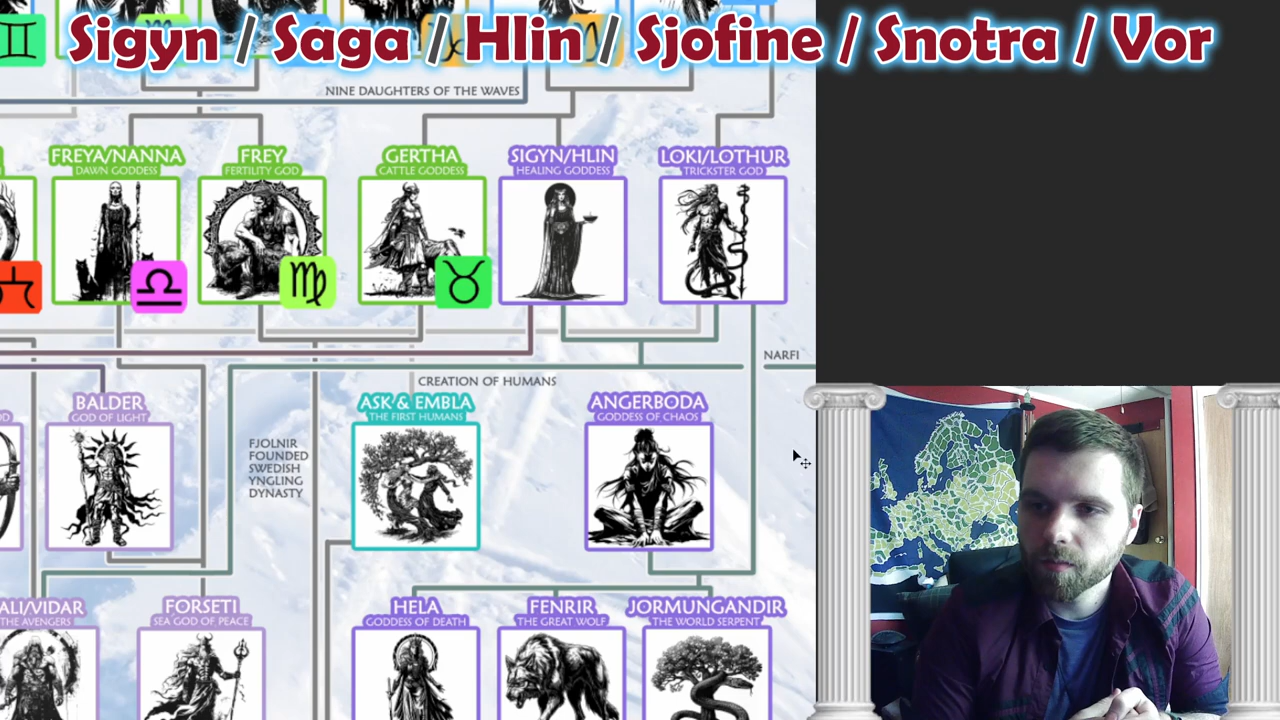 Sigyn / Saga / Hlin / Sjofine / Snotra / Vor
NINE DAUGHTERS OF THE WAVES
FREYA/NANNA
DAWN GODDESS
FREY
FERTILITY GOD
GERTHA
CATTLE GODDESS
SIGYN/HLIN
HEALING GODDESS
LOKI/LOTHUR
TRICKSTER GOD
NARFI
CREATION OF HUMANS
BALDER
GOD OF LIGHT
FJOLNIR
FOUNDED
SWEDISH
YNGLING
DYNASTY
ASK & EMBLA
THE FIRST HUMANS
ANGERBODA
GODDESS OF CHAOS
ALI/VIDAR
THE AVENGERS
FORSETI
SEA GOD OF PEACE
HELA
GODDESS OF DEATH
FENRIR
THE GREAT WOLF
JORMUNGANDIR
THE WORLD SERPENT